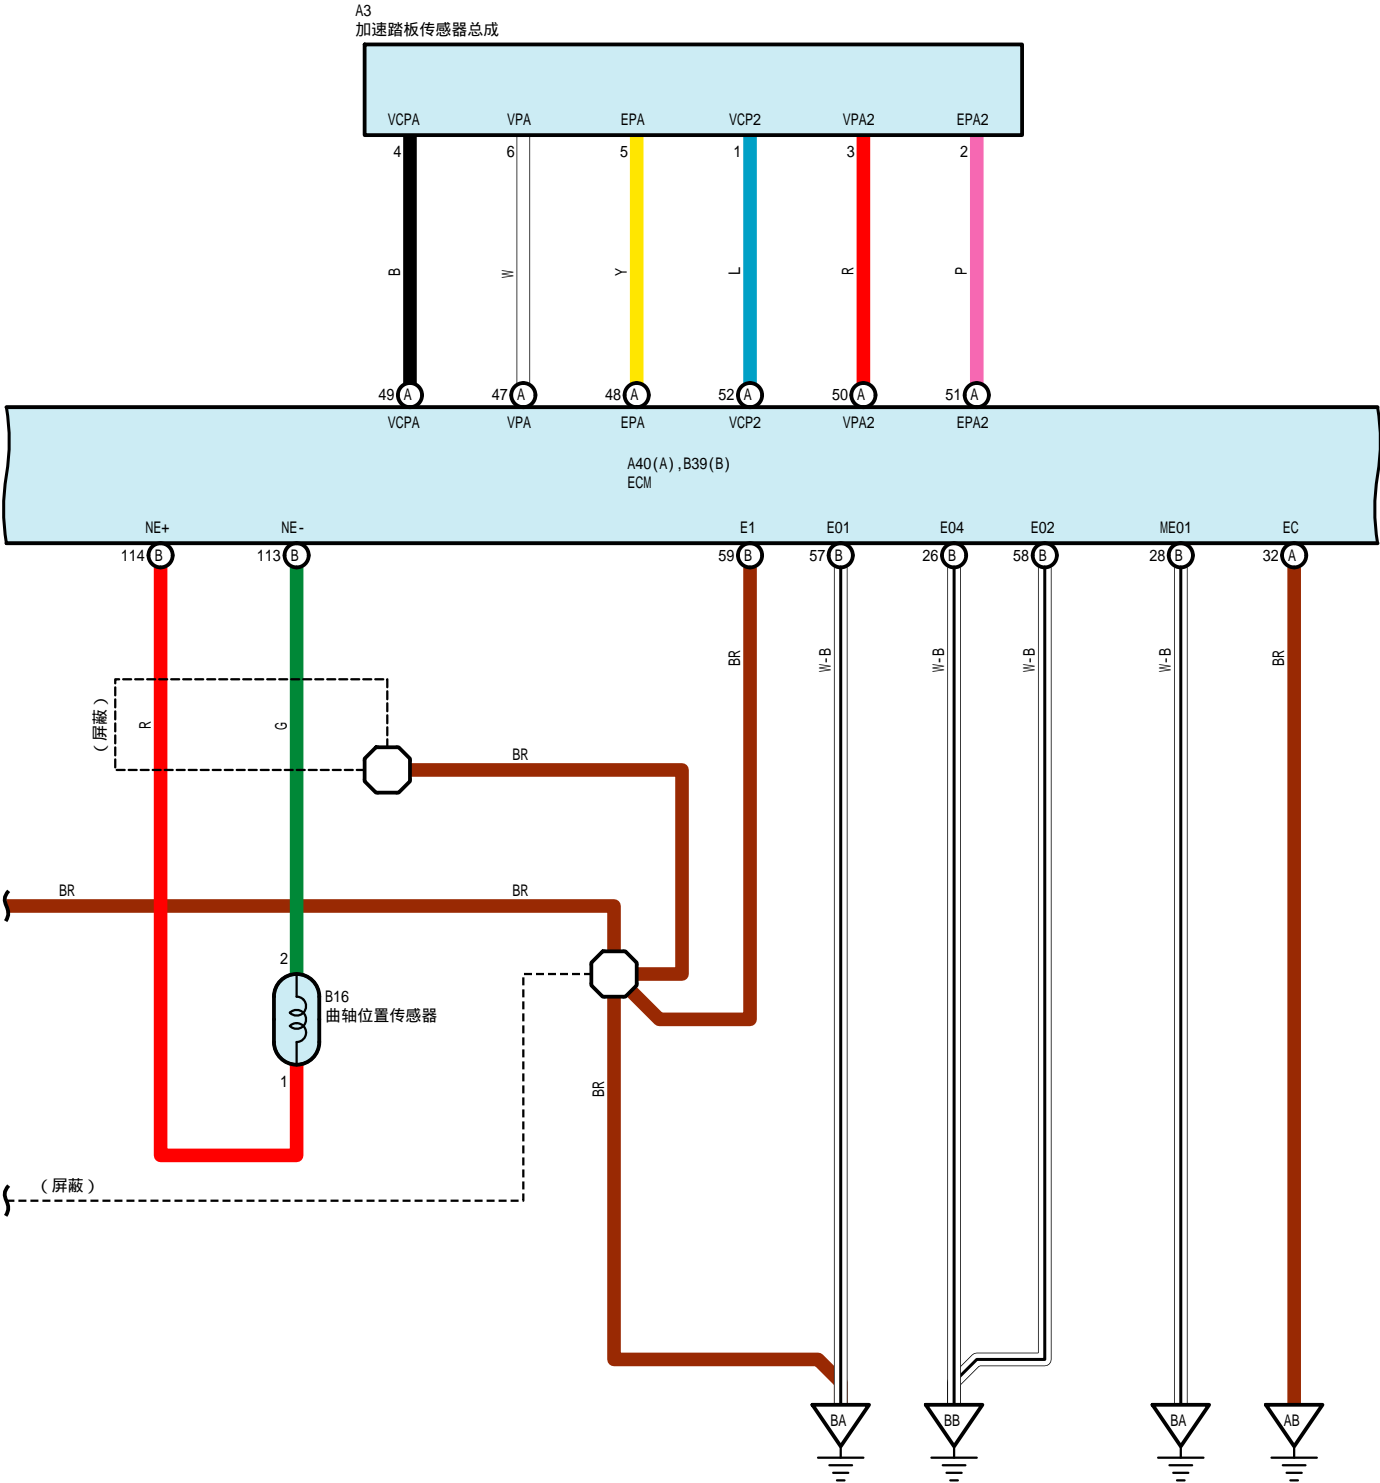 A3
加速踏板传感器总成
VCPA VPA EPA VCP2 VPA2 EPA2
4 6 5 1 3 2
B W Y L R P
49 A 47 A 48 A 52 A 50 A 51 A
VCPA VPA EPA VCP2 VPA2 EPA2
A40(A),B39(B)
ECM
NE+ NE- E1 E01 E04 E02 ME01 EC
114 B 113 B 59 B 57 B 26 B 58 B 28 B 32 A
BR W-B W-B W-B W-B BR
(屏蔽) R G
BR
BR BR
2
B16
曲轴位置传感器
1
BR
(屏蔽)
BA BB BA AB